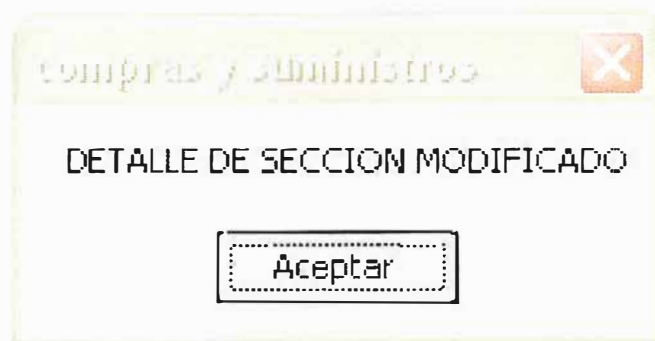 compras y suministros
DETALLE DE SECCION MODIFICADO
Aceptar